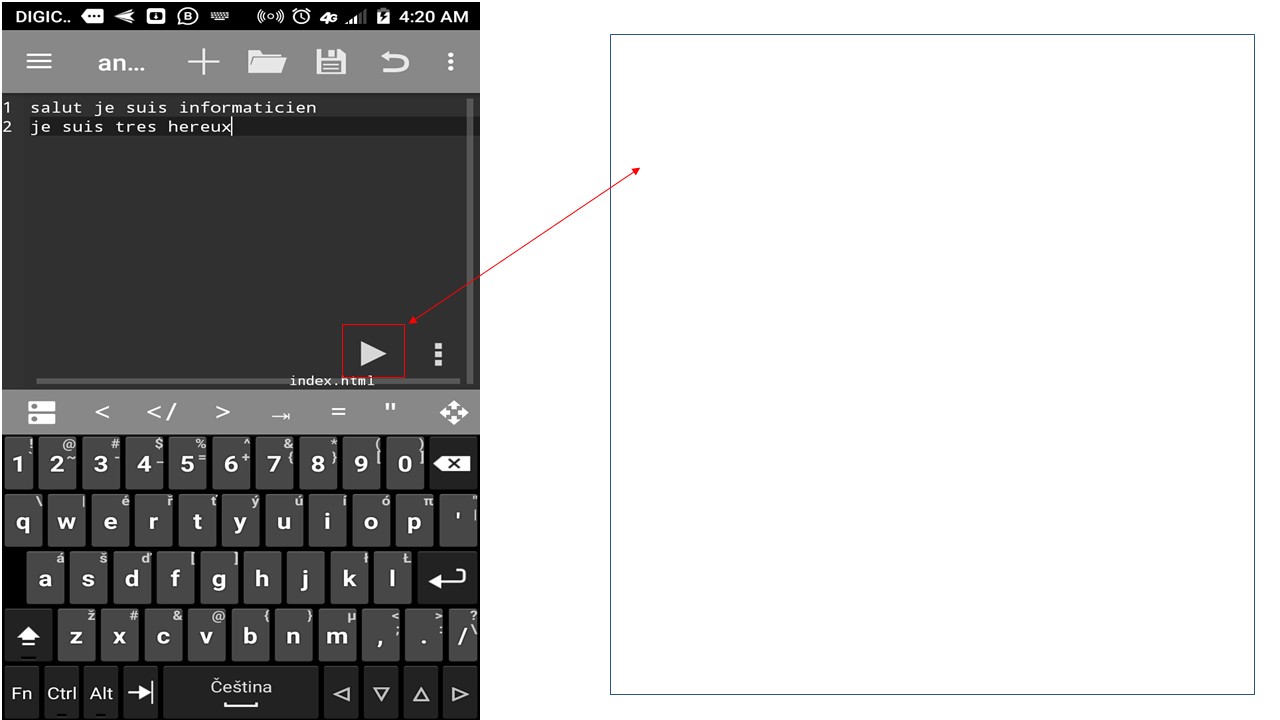 DIGIC.. 4G 4:20 AM
an...
1 salut je suis informaticien
2 je suis tres hereux
index.html
< </ > ⇥ = "
! ` @ ~ # - $ _ % = ^ + & { * } ( [ ) ]
1 2 3 4 5 6 7 8 9 0
\ | é ř ť ý ú í ó π " |
q w e r t y u i o p '
á š ď [ ] ł Ł
a s d f g h j k l
ž # & @ { } µ < ; > : ? \
z x c v b n m , . /
Fn Ctrl Alt Čeština